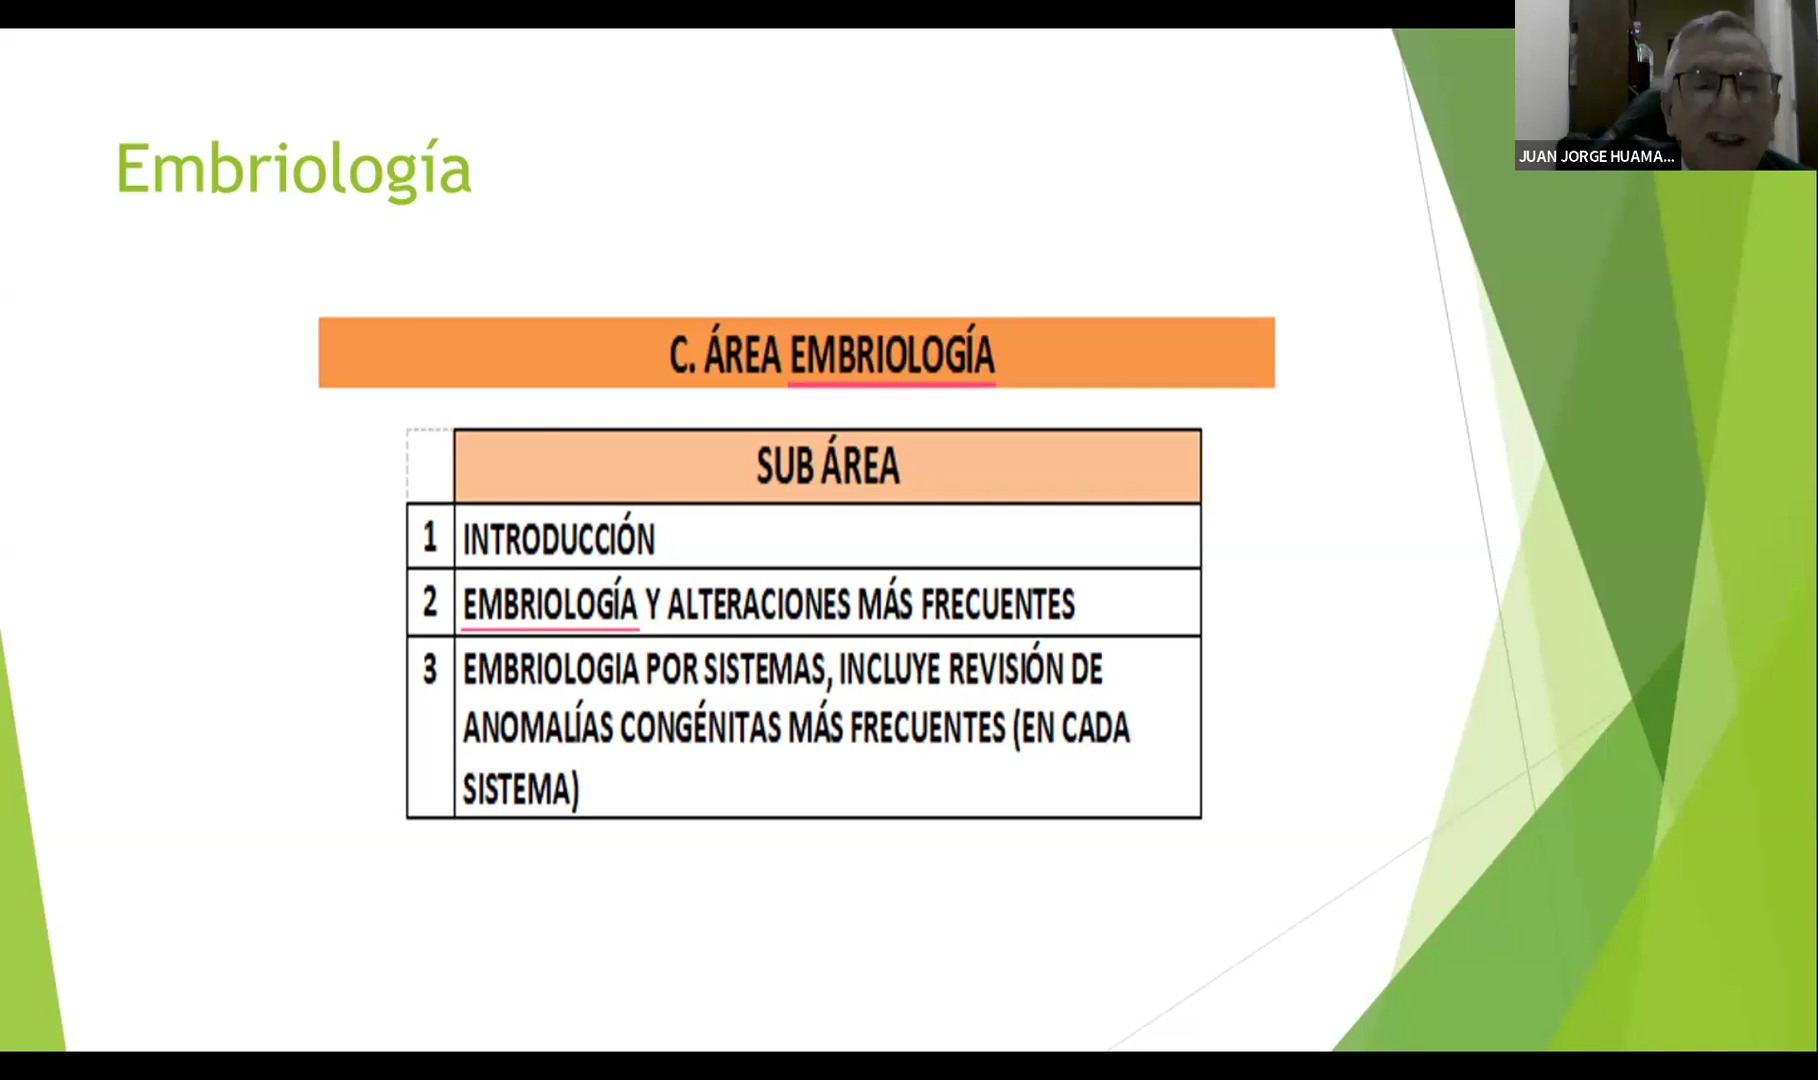 JUAN JORGE HUAMA...
Embriología
C. ÁREA EMBRIOLOGÍA
SUB ÁREA
1 INTRODUCCIÓN
2 EMBRIOLOGÍA Y ALTERACIONES MÁS FRECUENTES
3 EMBRIOLOGIA POR SISTEMAS, INCLUYE REVISIÓN DE
ANOMALÍAS CONGÉNITAS MÁS FRECUENTES (EN CADA
SISTEMA)